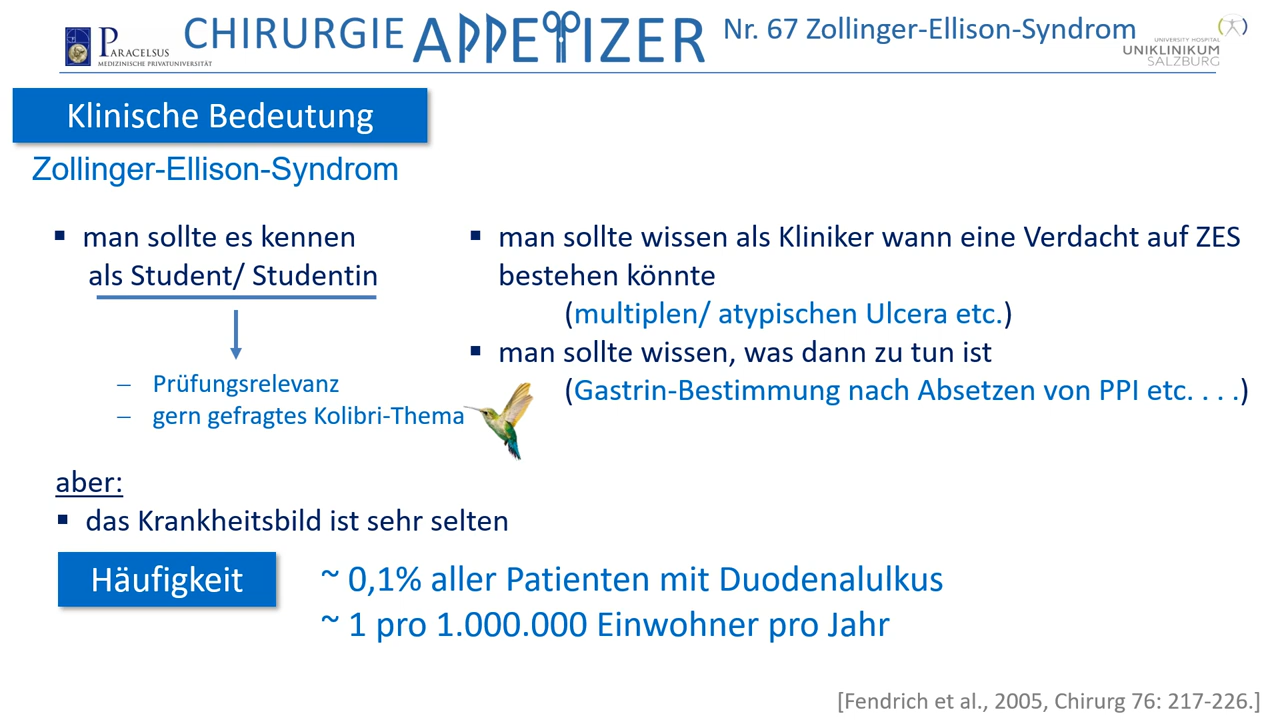 PARACELSUS
MEDIZINISCHE PRIVATUNIVERSITÄT
CHIRURGIE APPETIZER
Nr. 67 Zollinger-Ellison-Syndrom
UNIVERSITY HOSPITAL
UNIKLINIKUM
SALZBURG
Klinische Bedeutung
Zollinger-Ellison-Syndrom
▪ man sollte es kennen
als Student/ Studentin
– Prüfungsrelevanz
– gern gefragtes Kolibri-Thema
▪ man sollte wissen als Kliniker wann eine Verdacht auf ZES
bestehen könnte
(multiplen/ atypischen Ulcera etc.)
▪ man sollte wissen, was dann zu tun ist
(Gastrin-Bestimmung nach Absetzen von PPI etc. . . .)
aber:
▪ das Krankheitsbild ist sehr selten
Häufigkeit
~ 0,1% aller Patienten mit Duodenalulkus
~ 1 pro 1.000.000 Einwohner pro Jahr
[Fendrich et al., 2005, Chirurg 76: 217-226.]